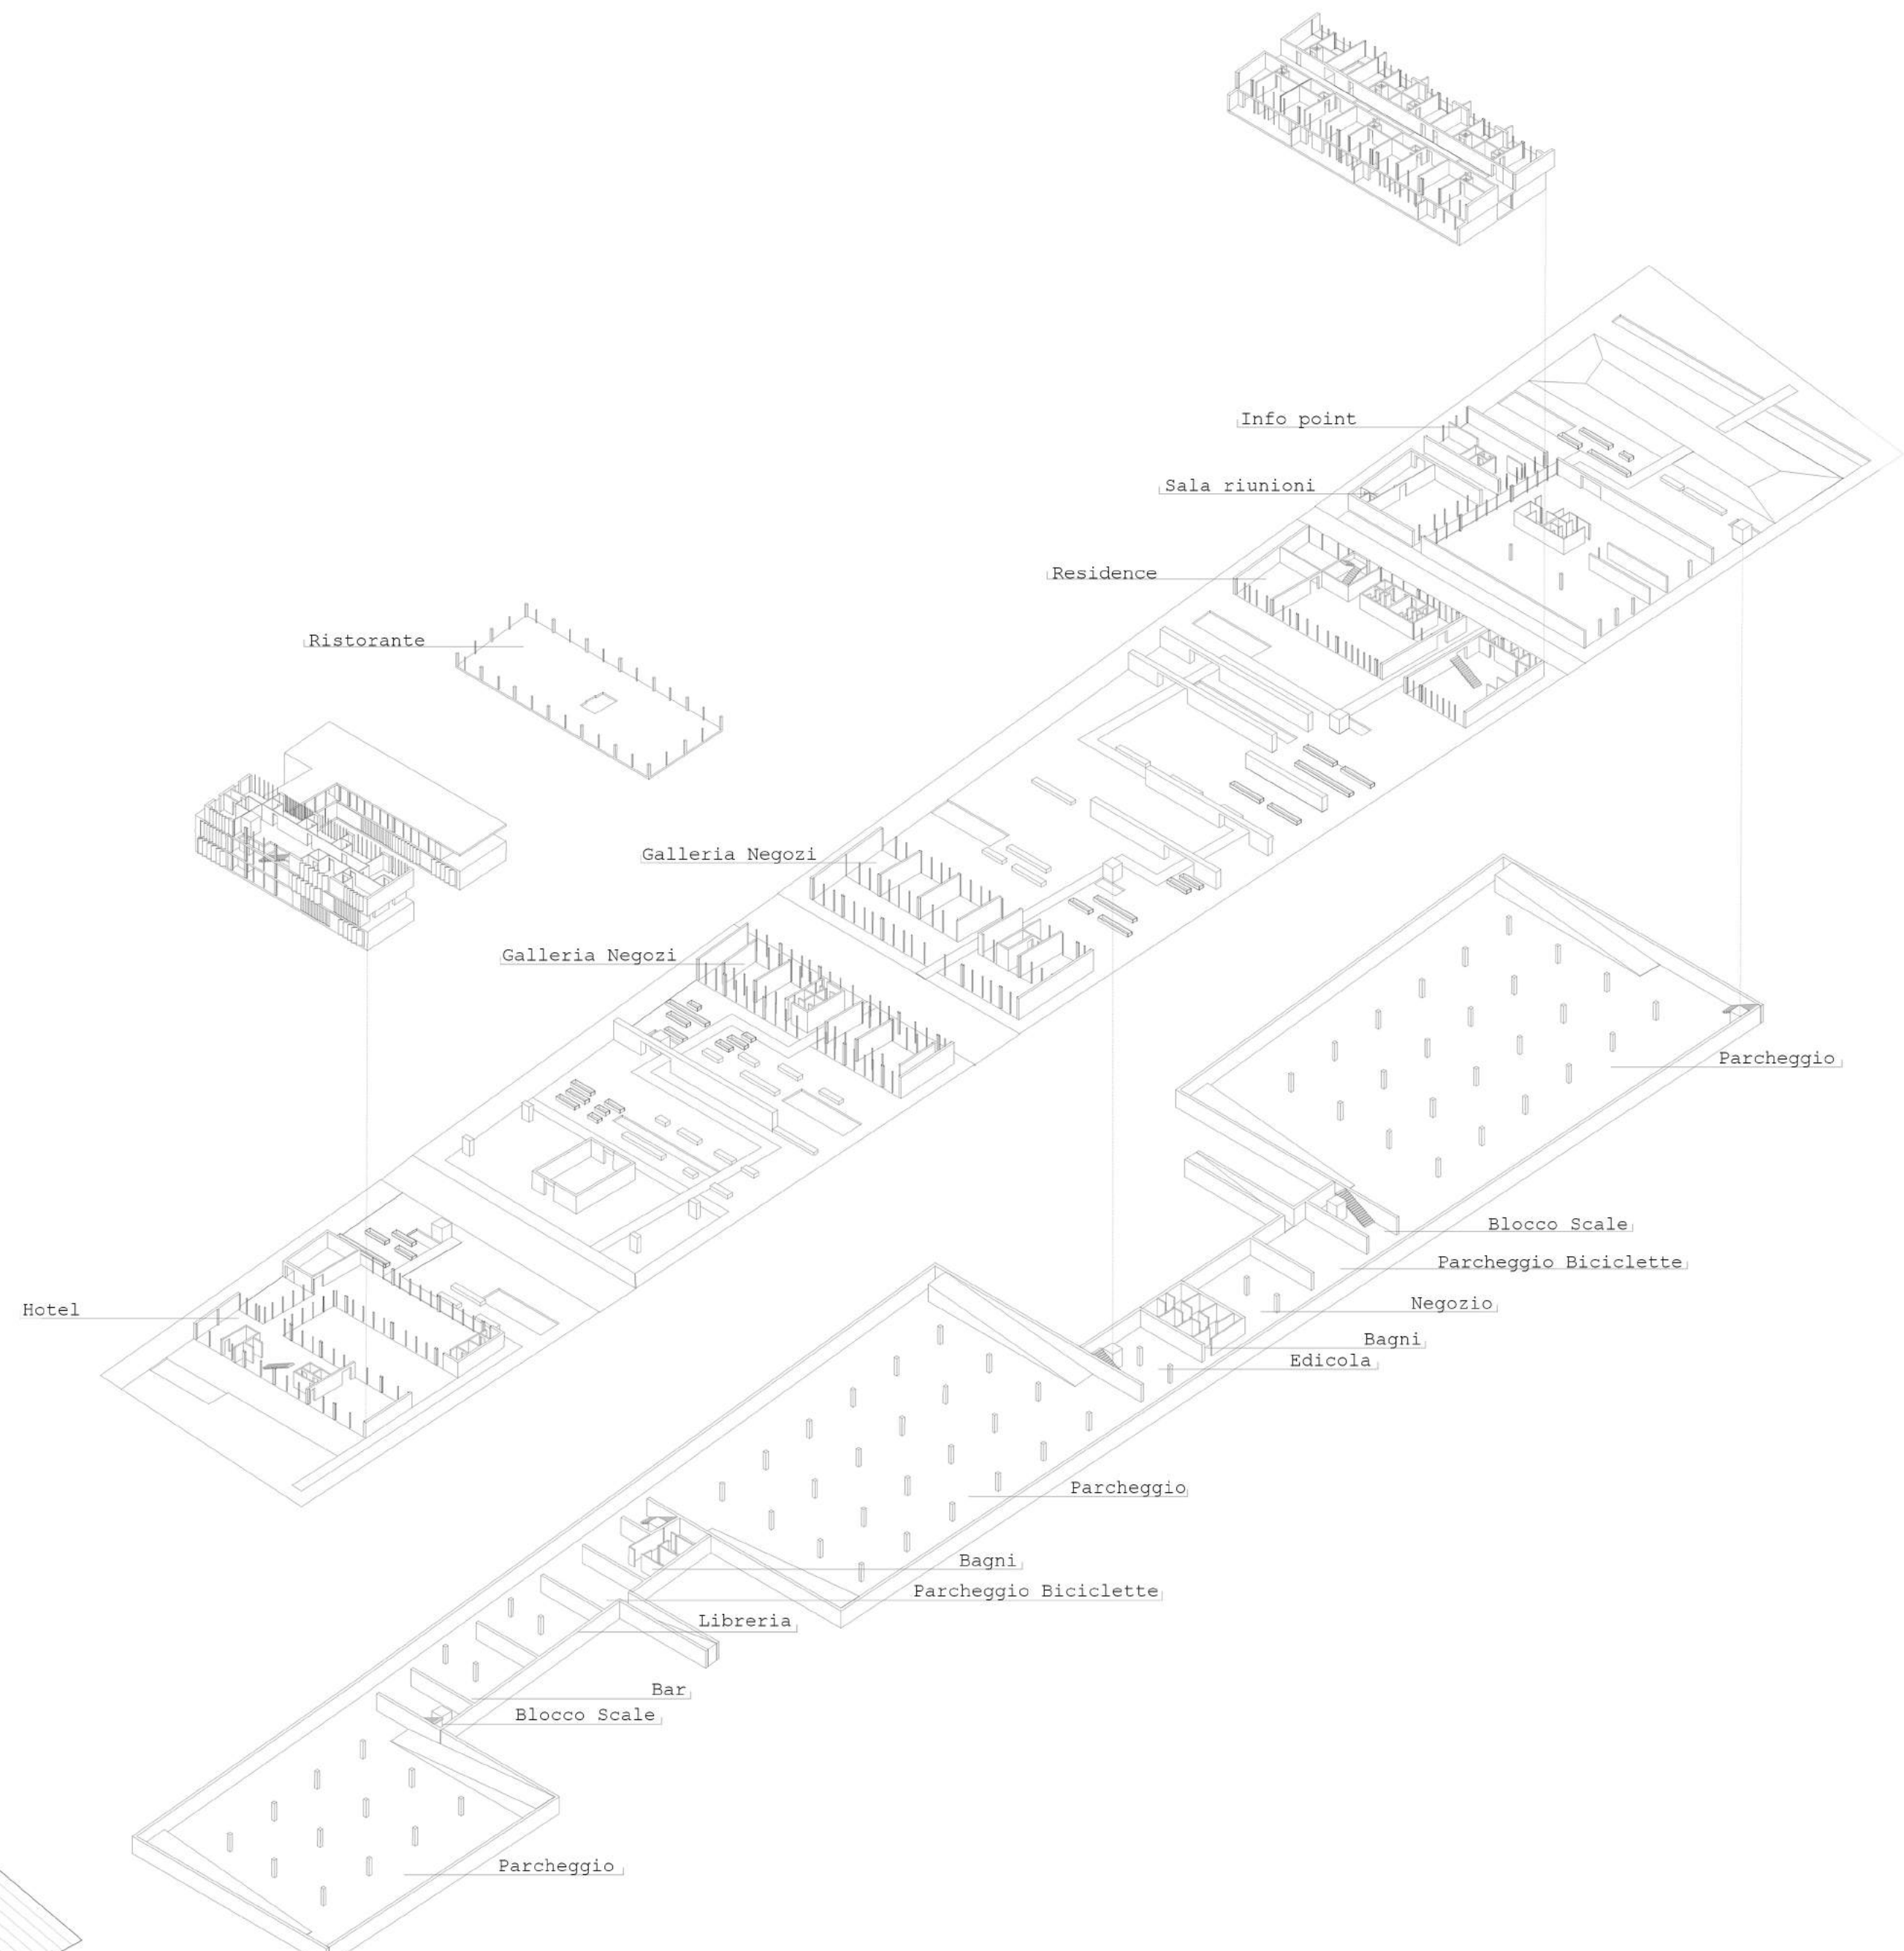 Info point
Sala riunioni
Residence
Ristorante
Galleria Negozi
Galleria Negozi
Parcheggio
Blocco Scale
Parcheggio Biciclette
Hotel
Negozio
Bagni
Edicola
Parcheggio
Bagni
Parcheggio Biciclette
Libreria
Bar
Blocco Scale
Parcheggio